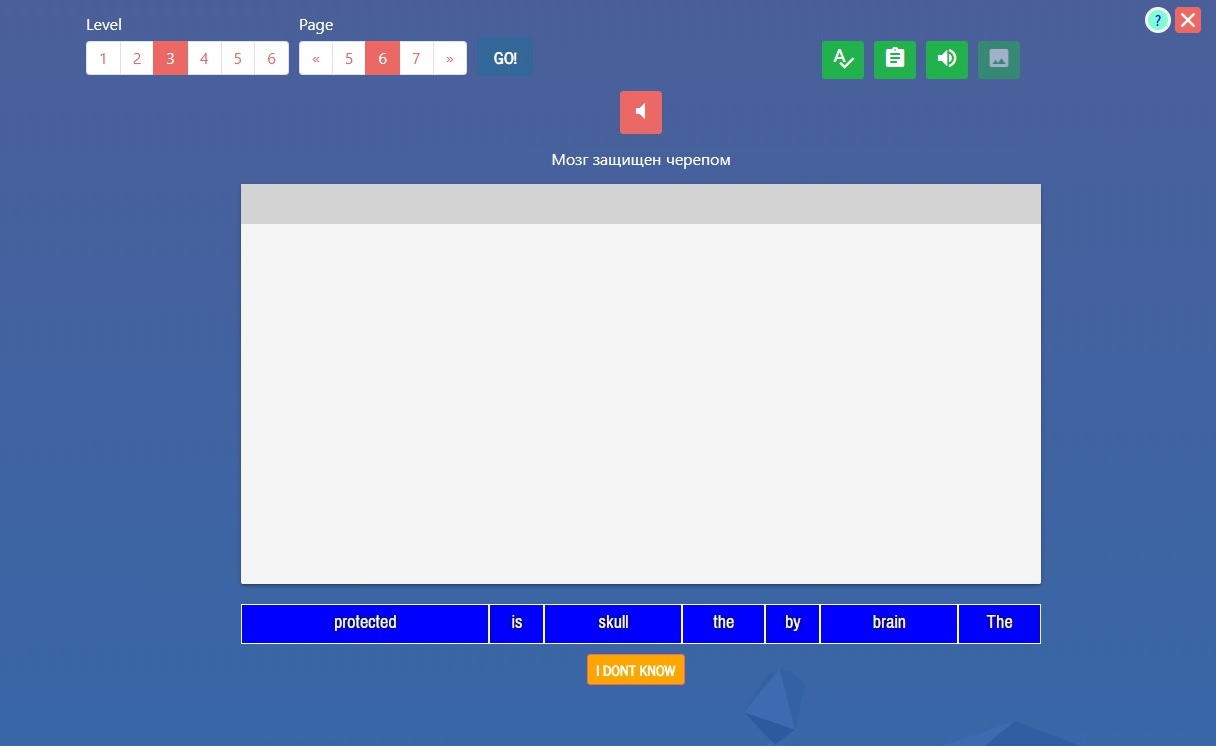 Level
Page
1 2 3 4 5 6
« 5 6 7 »
GO!
?
Мозг защищен черепом
protected is skull the by brain The
I DONT KNOW